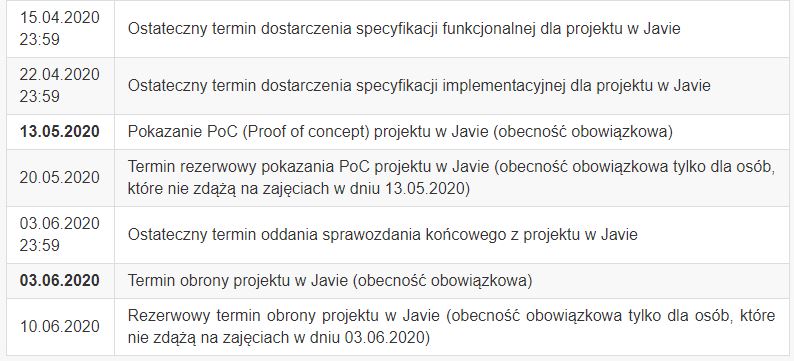 15.04.2020
23:59
Ostateczny termin dostarczenia specyfikacji funkcjonalnej dla projektu w Javie
22.04.2020
23:59
Ostateczny termin dostarczenia specyfikacji implementacyjnej dla projektu w Javie
13.05.2020
Pokazanie PoC (Proof of concept) projektu w Javie (obecność obowiązkowa)
20.05.2020
Termin rezerwowy pokazania PoC projektu w Javie (obecność obowiązkowa tylko dla osób,
które nie zdążą na zajęciach w dniu 13.05.2020)
03.06.2020
23:59
Ostateczny termin oddania sprawozdania końcowego z projektu w Javie
03.06.2020
Termin obrony projektu w Javie (obecność obowiązkowa)
10.06.2020
Rezerwowy termin obrony projektu w Javie (obecność obowiązkowa tylko dla osób, które
nie zdążą na zajęciach w dniu 03.06.2020)